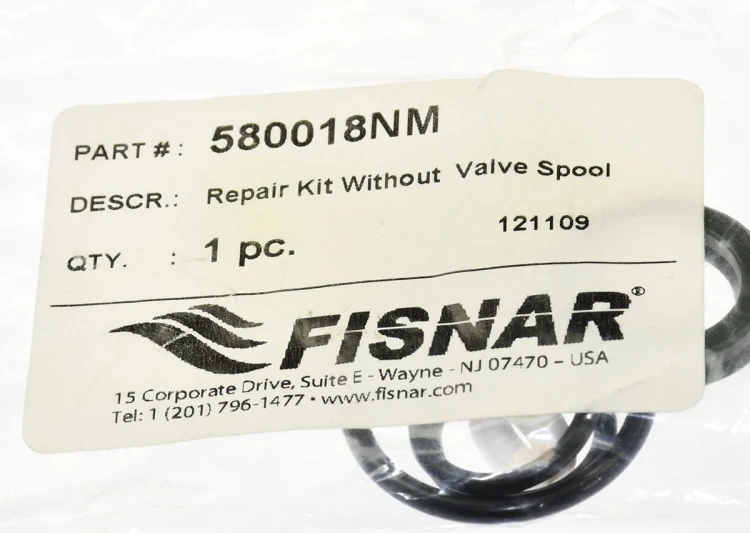 PART #: 580018NM
DESCR.: Repair Kit Without Valve Spool
QTY. : 1 pc. 121109
FISNAR®
15 Corporate Drive, Suite E - Wayne - NJ 07470 – USA
Tel: 1 (201) 796-1477 • www.fisnar.com